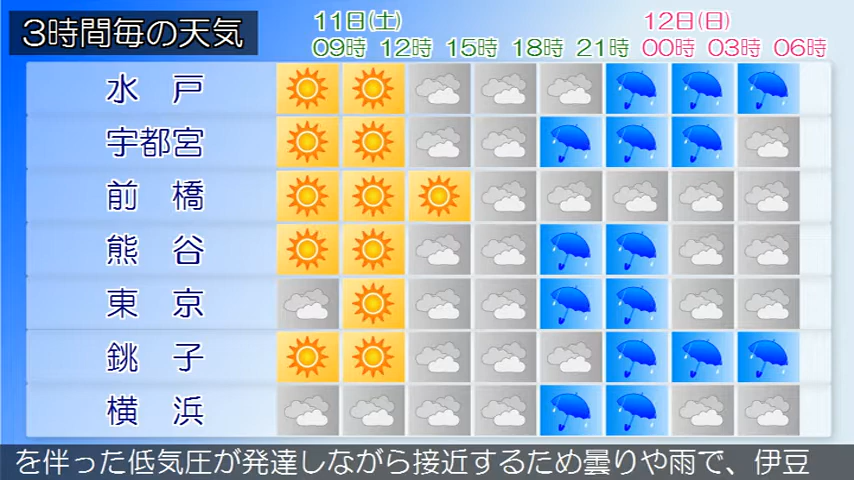 3時間毎の天気
11日(土) 12日(日)
09時 12時 15時 18時 21時 00時 03時 06時
水戸
宇都宮
前橋
熊谷
東京
銚子
横浜
を伴った低気圧が発達しながら接近するため曇りや雨で、伊豆